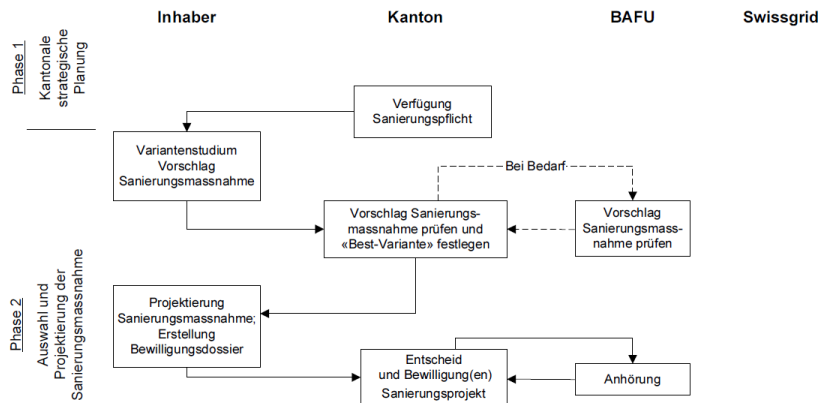 Inhaber
Kanton
BAFU
Swissgrid
Phase 1
Kantonale
strategische
Planung
Verfügung
Sanierungspflicht
Variantenstudium
Vorschlag
Sanierungsmassnahme
Bei Bedarf
Vorschlag Sanierungs-
massnahme prüfen und
«Best-Variante» festlegen
Vorschlag
Sanierungsmass-
nahme prüfen
Phase 2
Auswahl und
Projektierung der
Sanierungsmassnahme
Projektierung
Sanierungsmassnahme;
Erstellung
Bewilligungsdossier
Entscheid
und Bewilligung(en)
Sanierungsprojekt
Anhörung